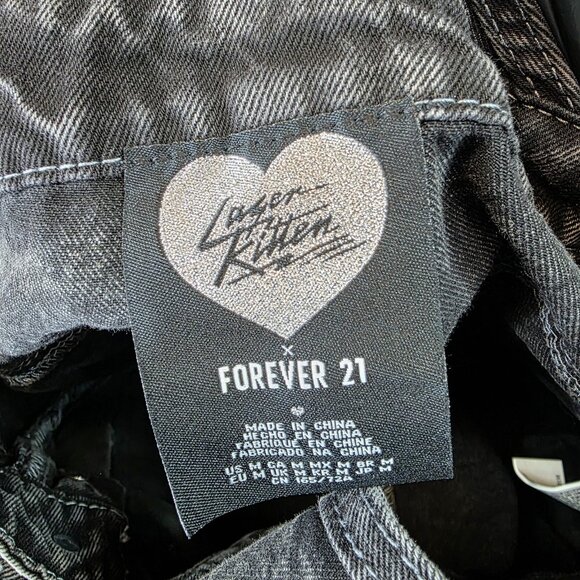 Laser
Kitten
x
FOREVER 21
M
MADE IN CHINA
HECHO EN CHINA
FABRIQUE EN CHINE
FABRICADO NA CHINA
US M CA M MX M BR M
EU M UK M KR M
CN 165/72A